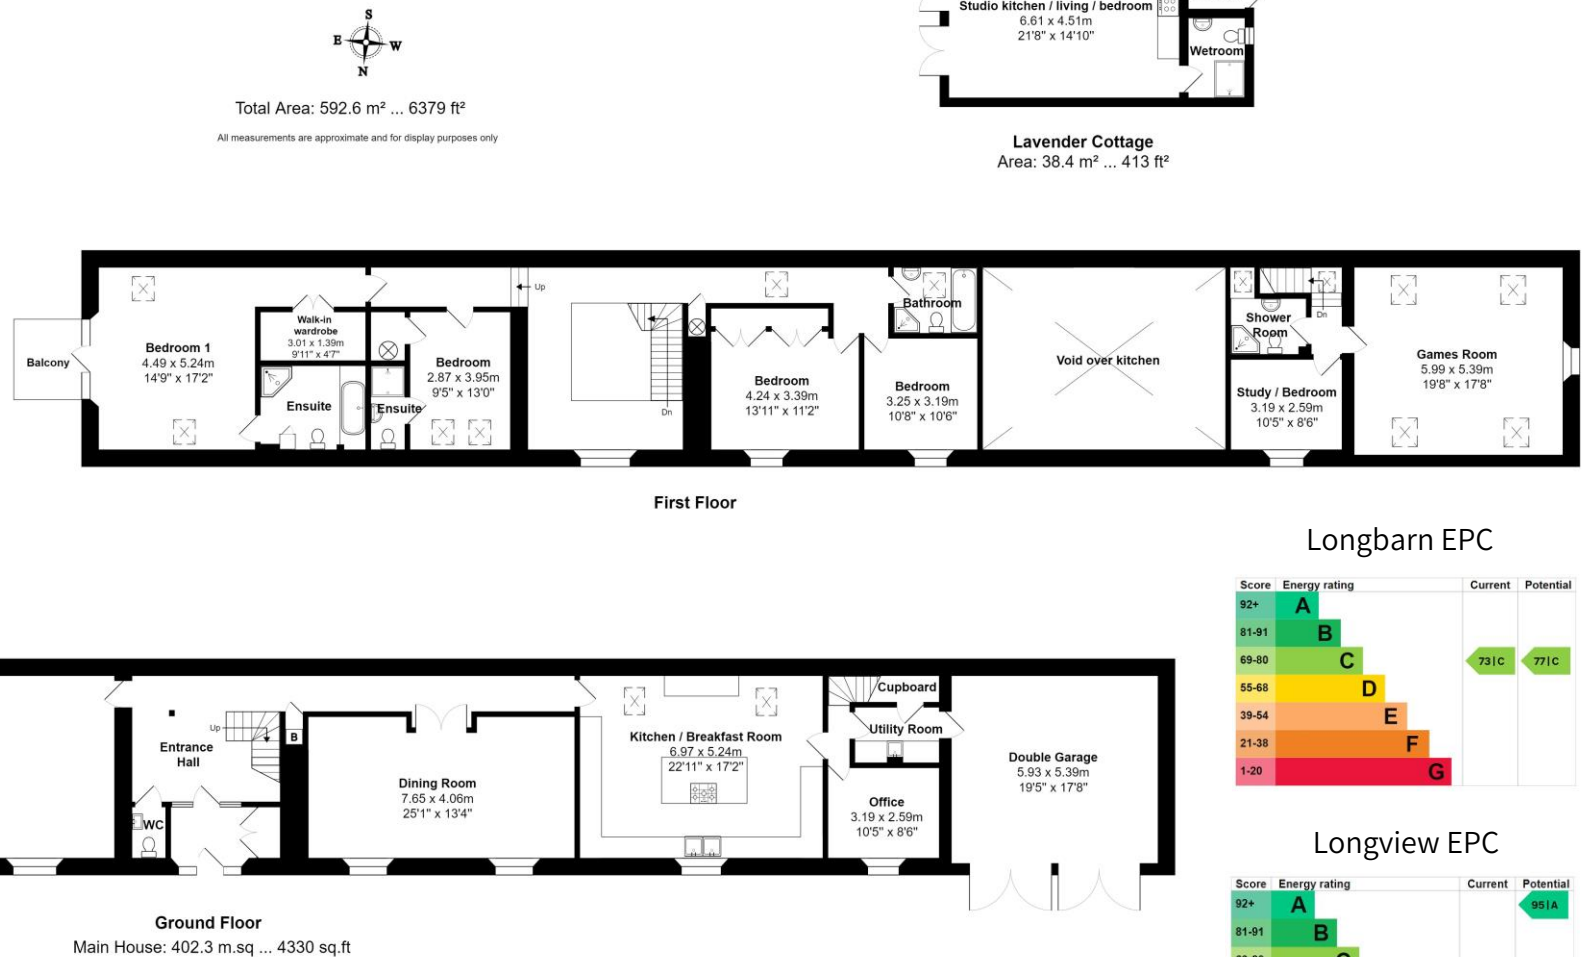 S
E
W
N
Total Area: 592.6 m² ... 6379 ft²
All measurements are approximate and for display purposes only
Studio kitchen / living / bedroom
6.61 x 4.51m
21'8" x 14'10"
Wetroom
Lavender Cottage
Area: 38.4 m² ... 413 ft²
Balcony
Bedroom 1
4.49 x 5.24m
14'9" x 17'2"
Walk-in
wardrobe
3.01 x 1.39m
9'11" x 4'7"
Ensuite
Ensuite
Bedroom
2.87 x 3.95m
9'5" x 13'0"
Up
Dn
Bedroom
4.24 x 3.39m
13'11" x 11'2"
Bathroom
Bedroom
3.25 x 3.19m
10'8" x 10'6"
Void over kitchen
Shower
Room
Dn
Study / Bedroom
3.19 x 2.59m
10'5" x 8'6"
Games Room
5.99 x 5.39m
19'8" x 17'8"
First Floor
Up
Entrance
Hall
WC
B
Dining Room
7.65 x 4.06m
25'1" x 13'4"
Kitchen / Breakfast Room
6.97 x 5.24m
22'11" x 17'2"
Cupboard
Utility Room
Office
3.19 x 2.59m
10'5" x 8'6"
Double Garage
5.93 x 5.39m
19'5" x 17'8"
Ground Floor
Main House: 402.3 m.sq ... 4330 sq.ft
Longbarn EPC
Score Energy rating Current Potential
92+ A
81-91 B
69-80 C 73|C 77|C
55-68 D
39-54 E
21-38 F
1-20 G
Longview EPC
Score Energy rating Current Potential
92+ A 95|A
81-91 B